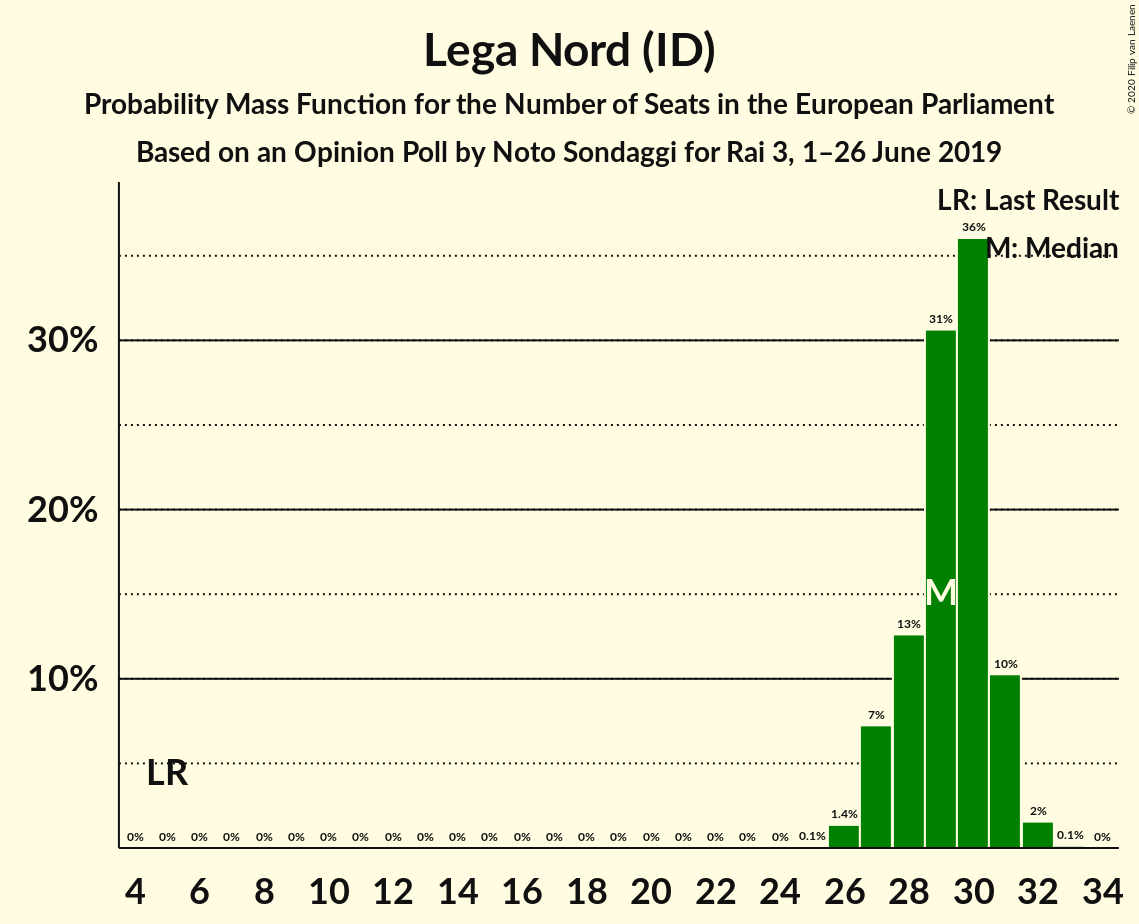 Lega Nord (ID)
Probability Mass Function for the Number of Seats in the European Parliament
Based on an Opinion Poll by Noto Sondaggi for Rai 3, 1–26 June 2019
© 2020 Filip van Laenen
LR: Last Result
M: Median
36%
31%
30%
20%
M
13%
10%
10%
7%
LR
0% 0% 0% 0% 0% 0% 0% 0% 0% 0% 0% 0% 0% 0% 0% 0% 0% 0% 0% 0% 0% 0.1% 1.4% 2% 0.1% 0%
4 6 8 10 12 14 16 18 20 22 24 26 28 30 32 34